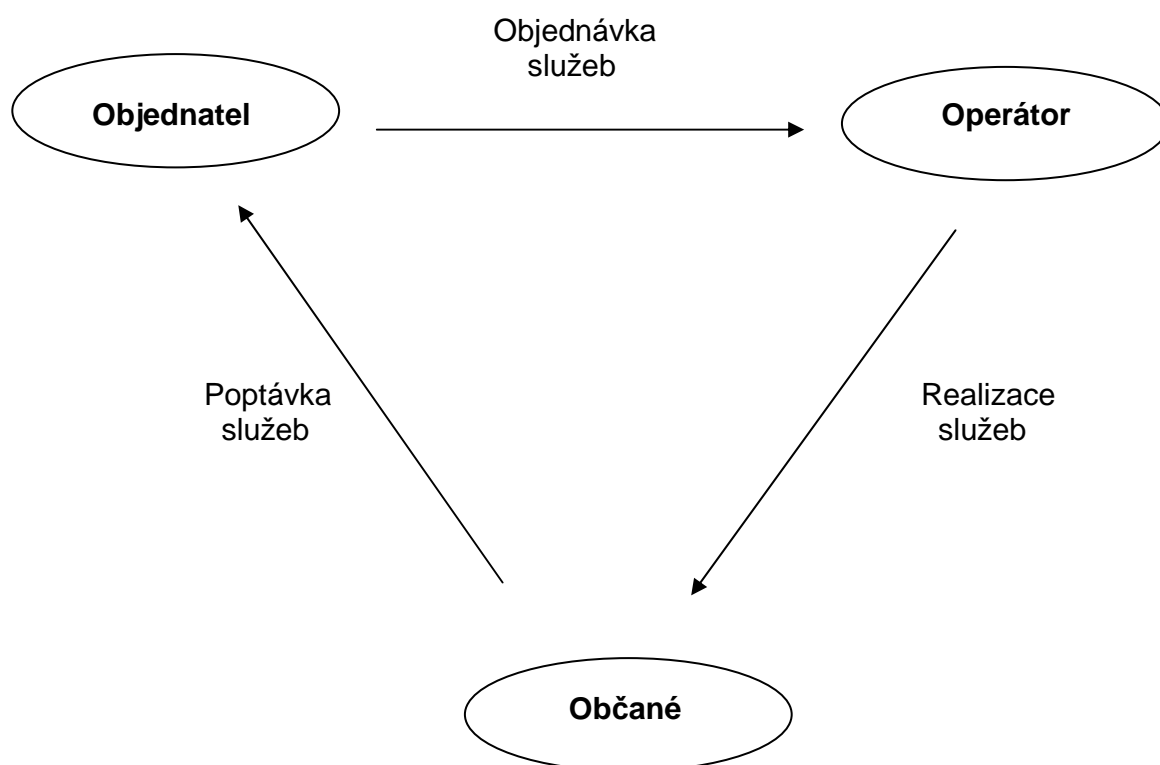 Objednávka
služeb
Objednatel
Operátor
Poptávka
služeb
Realizace
služeb
Občané